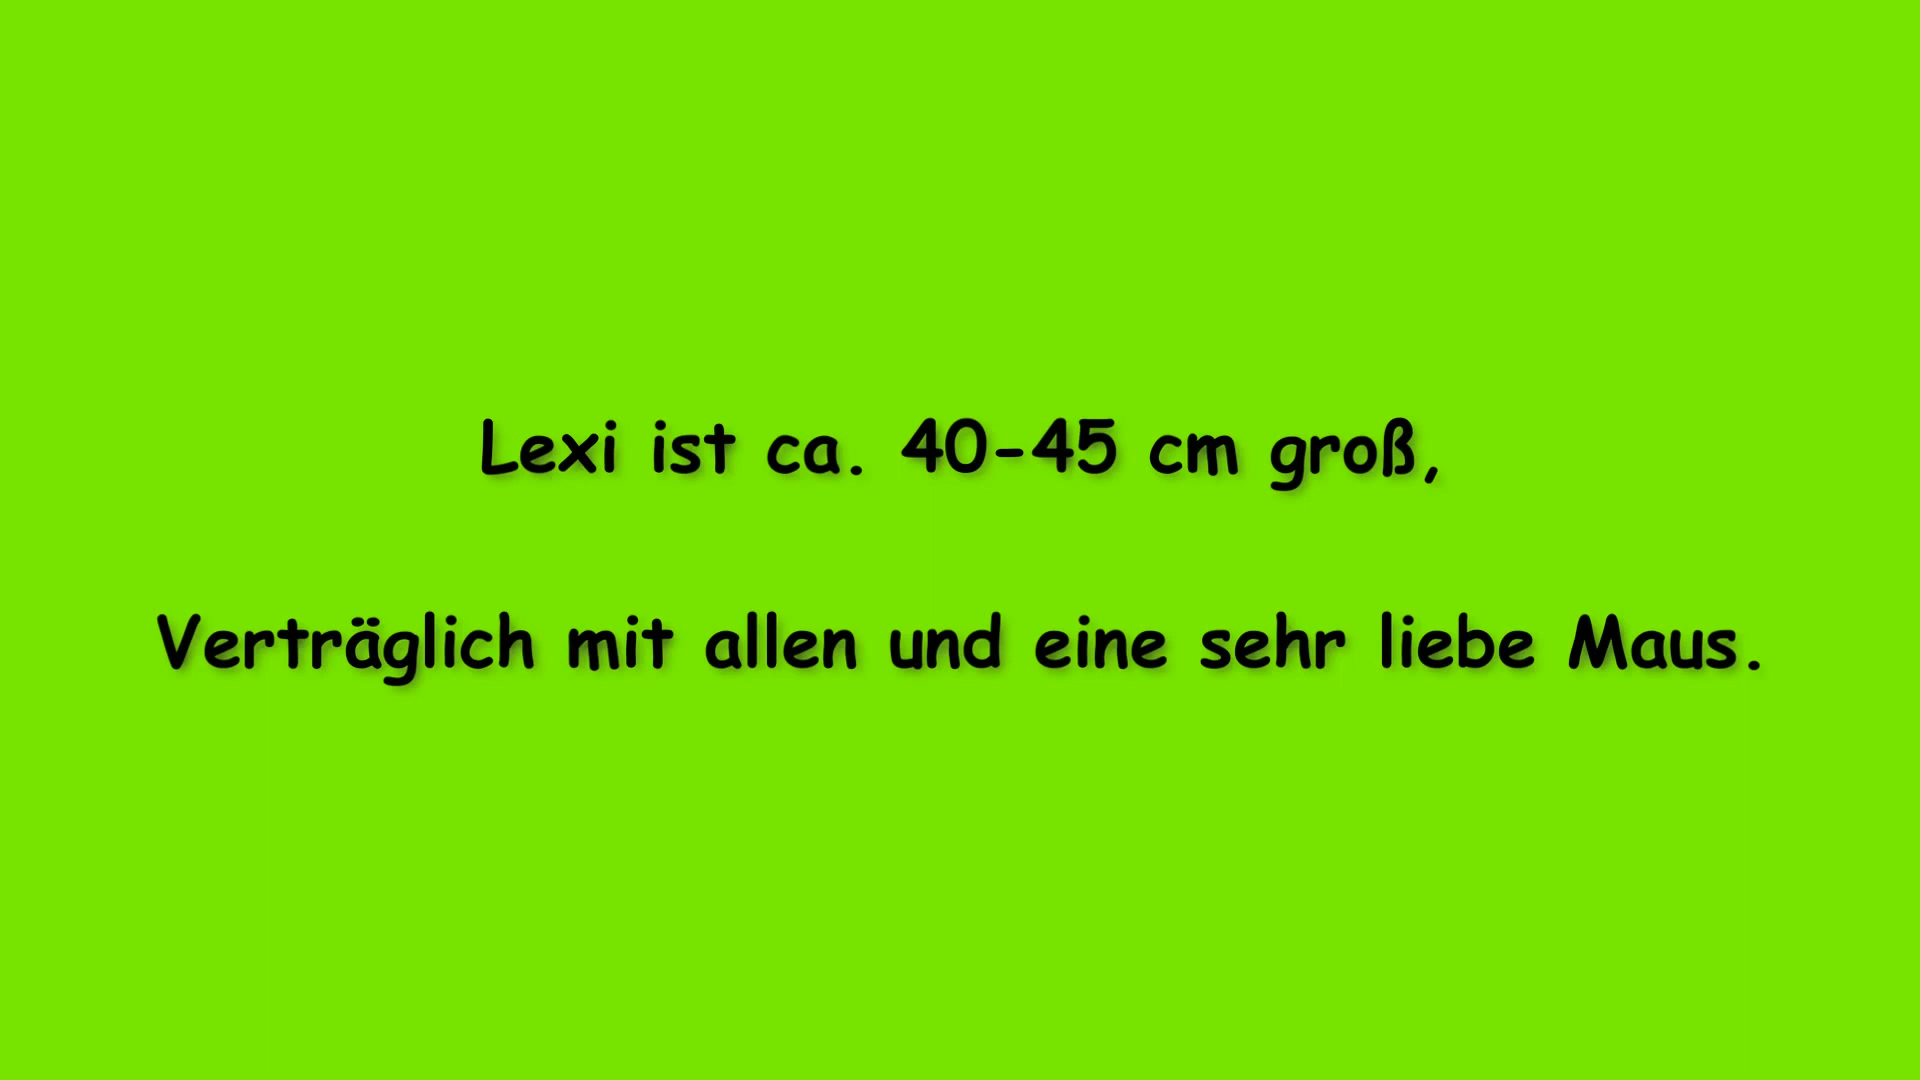 Lexi ist ca. 40-45 cm groß,
Verträglich mit allen und eine sehr liebe Maus.